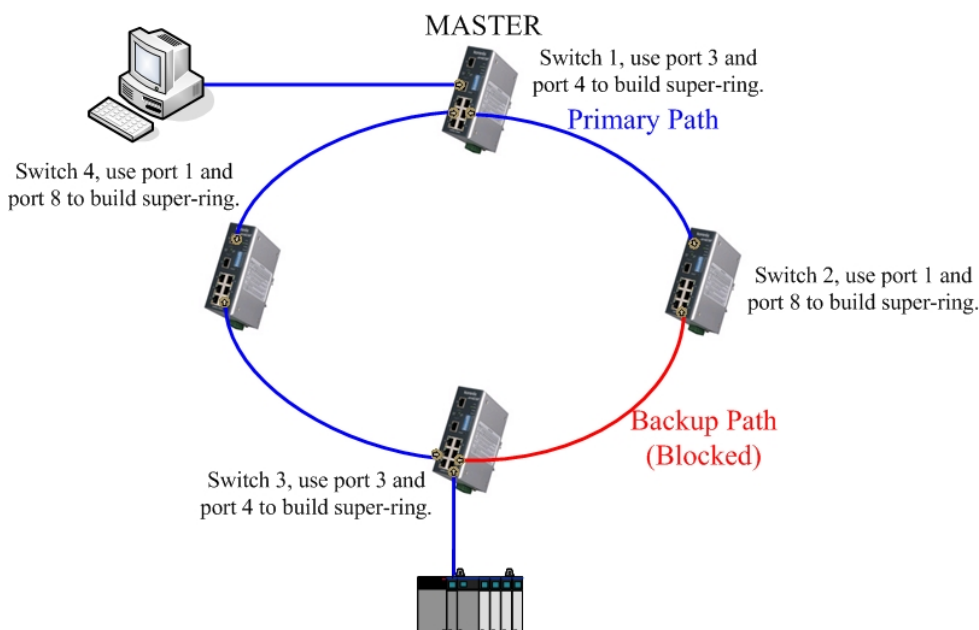 MASTER
Switch 1, use port 3 and
port 4 to build super-ring.
Primary Path
Switch 4, use port 1 and
port 8 to build super-ring.
Switch 2, use port 1 and
port 8 to build super-ring.
Backup Path
(Blocked)
Switch 3, use port 3 and
port 4 to build super-ring.